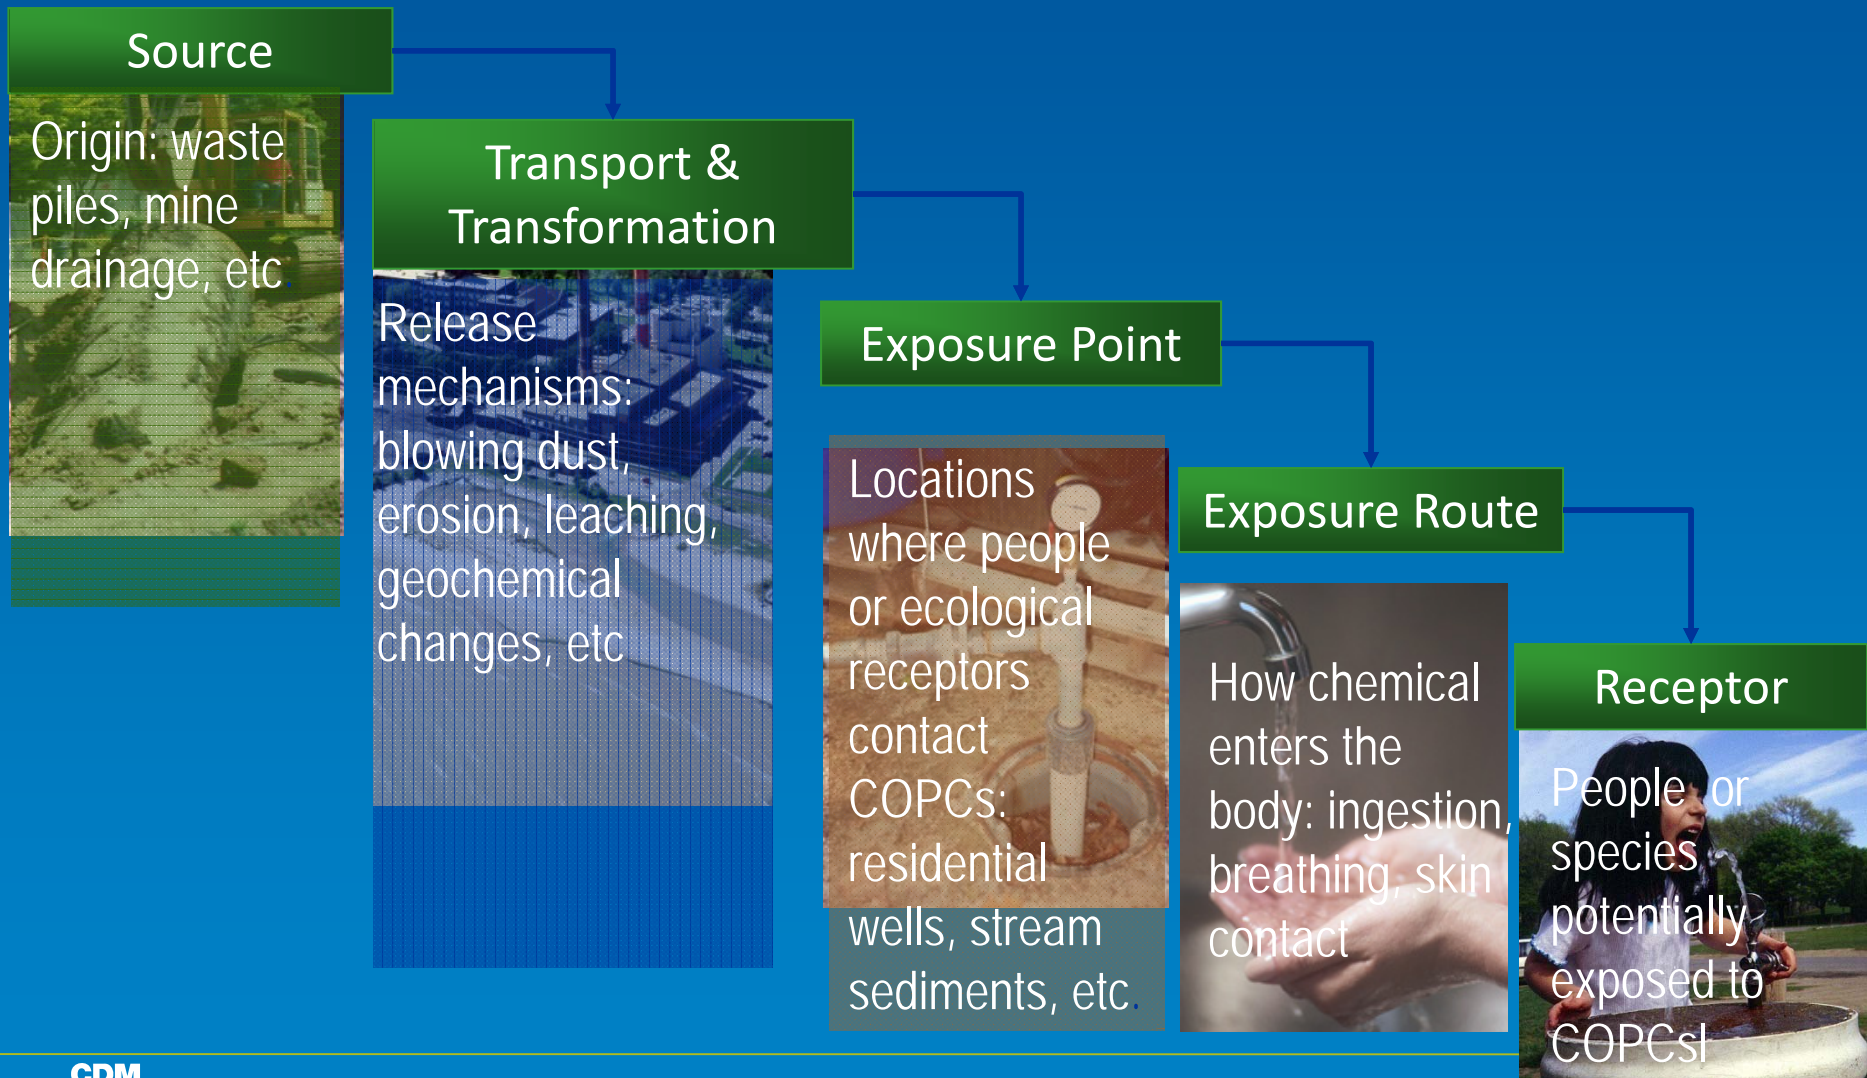 Source
Origin: waste
piles, mine
drainage, etc.
Transport &
Transformation
Release
mechanisms:
blowing dust,
erosion, leaching,
geochemical
changes, etc
Exposure Point
Locations
where people
or ecological
receptors
contact
COPCs:
residential
wells, stream
sediments, etc.
Exposure Route
How chemical
enters the
body: ingestion,
breathing, skin
contact
Receptor
People or
species
potentially
exposed to
COPCsl
CDM